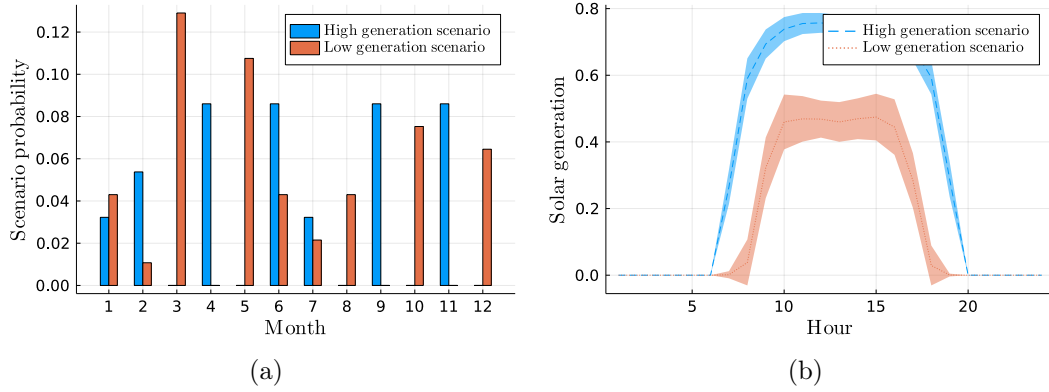 High generation scenario
Low generation scenario
Scenario probability
0.12
0.10
0.08
0.06
0.04
0.02
0.00
1 2 3 4 5 6 7 8 9 10 11 12
Month
(a)
High generation scenario
Low generation scenario
Solar generation
0.8
0.6
0.4
0.2
0.0
5 10 15 20
Hour
(b)